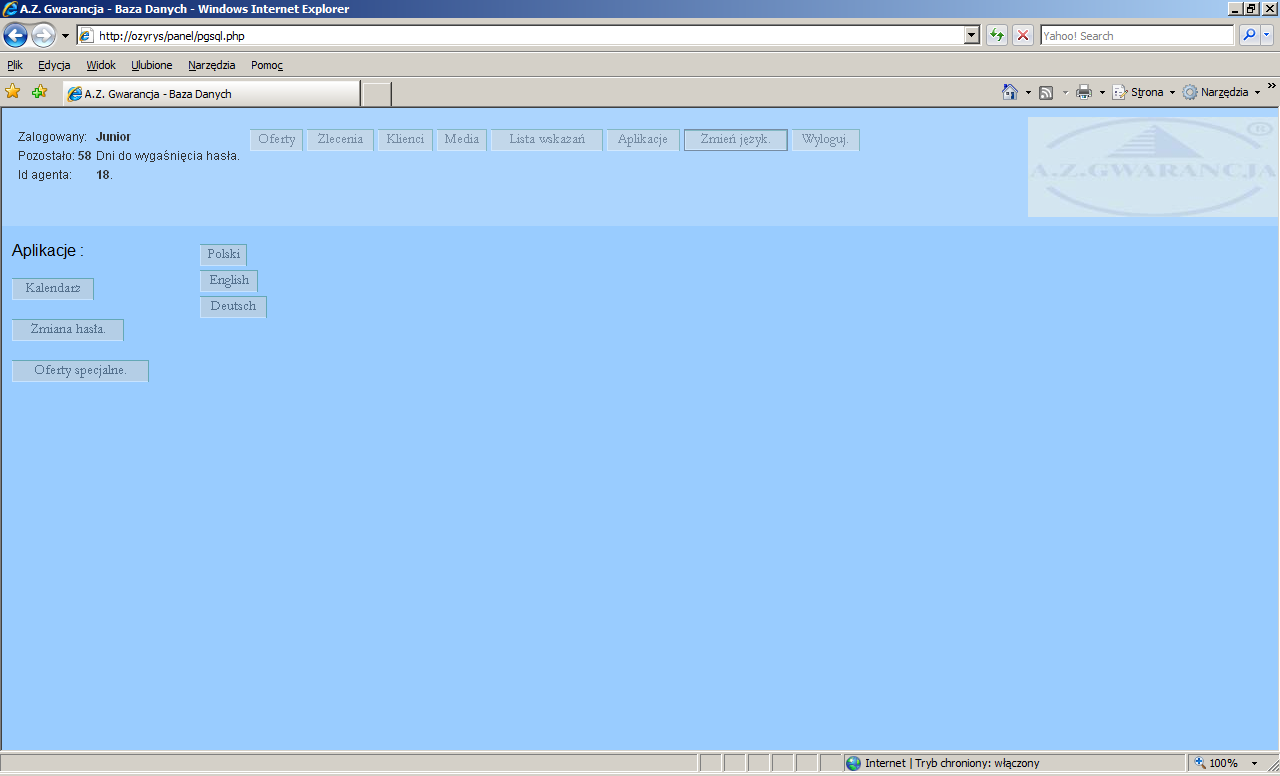 A.Z. Gwarancja - Baza Danych - Windows Internet Explorer
http://ozyrys/panel/pgsql.php
Yahoo! Search
Plik Edycja Widok Ulubione Narzędzia Pomoc
A.Z. Gwarancja - Baza Danych
Strona Narzędzia »
Zalogowany: Junior
Pozostało: 58 Dni do wygaśnięcia hasła.
Id agenta: 18.
Oferty Zlecenia Klienci Media Lista wskazań Aplikacje Zmień język. Wyloguj.
®
A.Z.GWARANCJA
Aplikacje :
Kalendarz
Zmiana hasła.
Oferty specjalne.
Polski
English
Deutsch
Internet | Tryb chroniony: włączony
100%